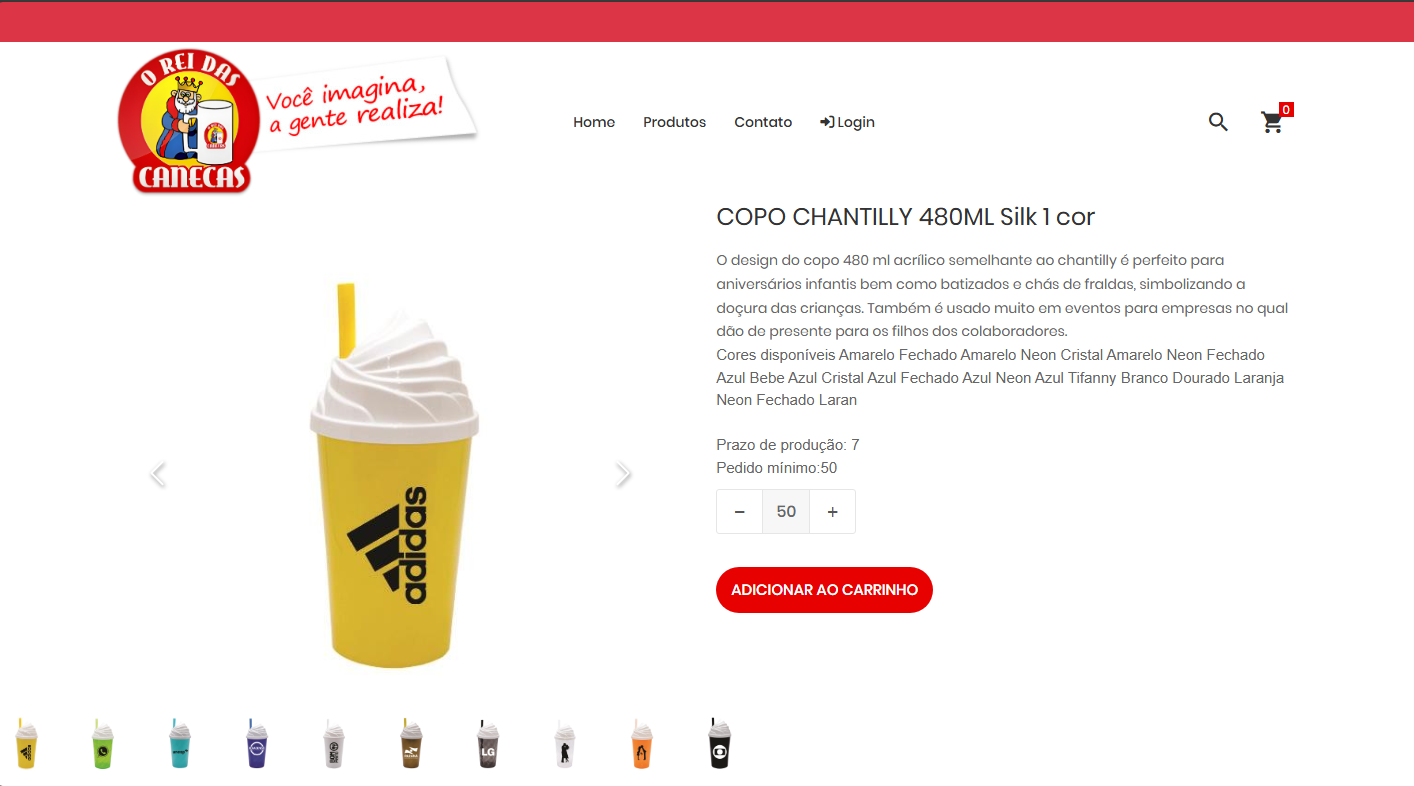 O REI DAS
CANECAS
Você imagina,
a gente realiza!
Home
Produtos
Contato
Login
0
COPO CHANTILLY 480ML Silk 1 cor
O design do copo 480 ml acrílico semelhante ao chantilly é perfeito para
aniversários infantis bem como batizados e chás de fraldas, simbolizando a
doçura das crianças. Também é usado muito em eventos para empresas no qual
dão de presente para os filhos dos colaboradores.
Cores disponíveis Amarelo Fechado Amarelo Neon Cristal Amarelo Neon Fechado
Azul Bebe Azul Cristal Azul Fechado Azul Neon Azul Tifanny Branco Dourado Laranja
Neon Fechado Laran
Prazo de produção: 7
Pedido mínimo:50
− 50 +
ADICIONAR AO CARRINHO
adidas
LG